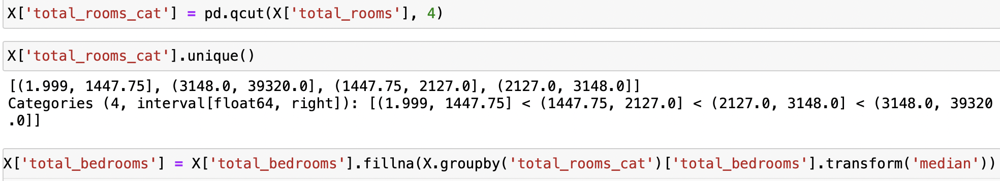 X['total_rooms_cat'] = pd.qcut(X['total_rooms'], 4)
X['total_rooms_cat'].unique()
[(1.999, 1447.75], (3148.0, 39320.0], (1447.75, 2127.0], (2127.0, 3148.0]]
Categories (4, interval[float64, right]): [(1.999, 1447.75] < (1447.75, 2127.0] < (2127.0, 3148.0] < (3148.0, 39320
.0]]
X['total_bedrooms'] = X['total_bedrooms'].fillna(X.groupby('total_rooms_cat')['total_bedrooms'].transform('median'))